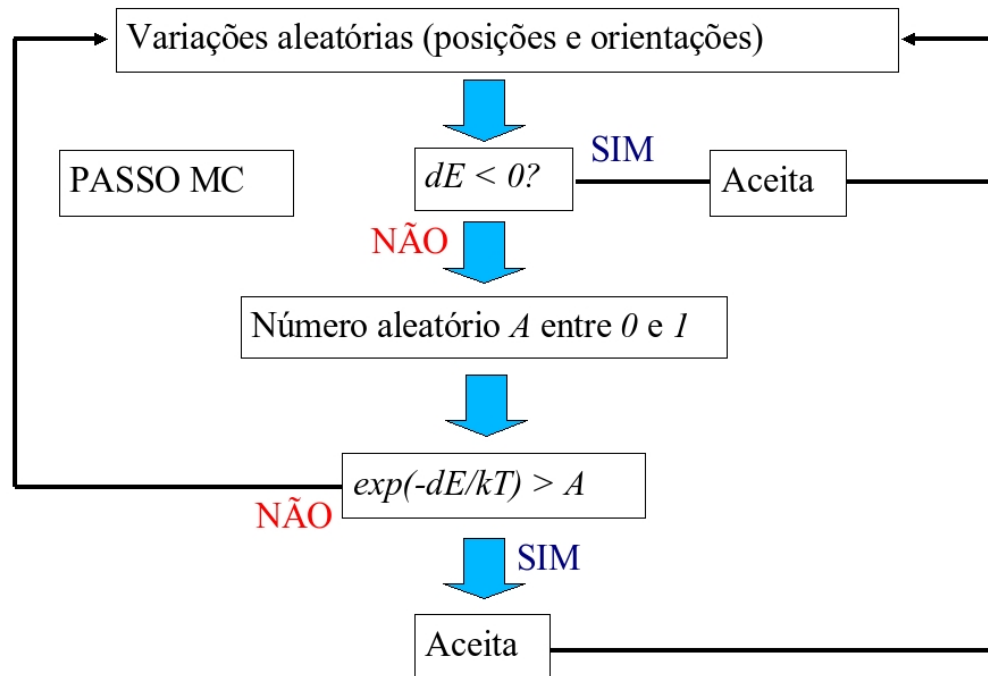 Variações aleatórias (posições e orientações)
SIM
PASSO MC
dE < 0?
Aceita
NÃO
Número aleatório A entre 0 e 1
exp(-dE/kT) > A
NÃO
SIM
Aceita